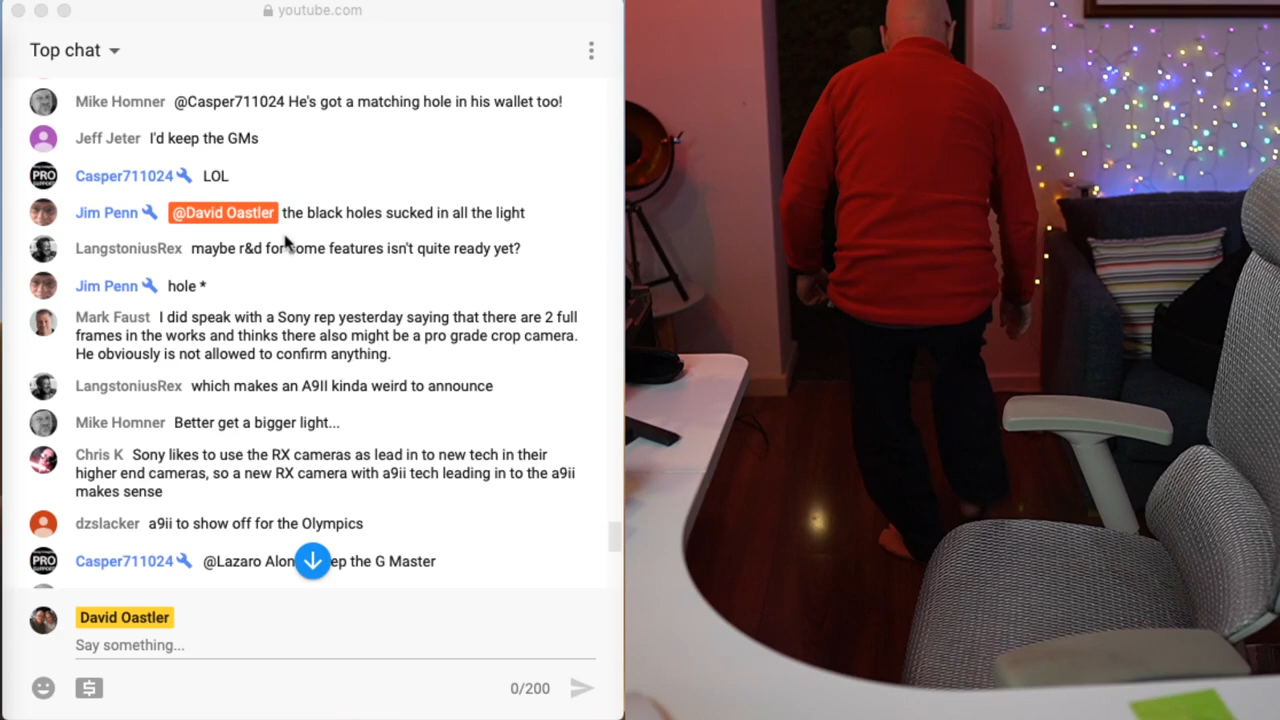 youtube.com
Top chat
Mike Homner @Casper711024 He's got a matching hole in his wallet too!
Jeff Jeter I'd keep the GMs
PRO Casper711024 LOL
Jim Penn @David Oastler the black holes sucked in all the light
LangstoniusRex maybe r&d for some features isn't quite ready yet?
Jim Penn hole *
Mark Faust I did speak with a Sony rep yesterday saying that there are 2 full
frames in the works and thinks there also might be a pro grade crop camera.
He obviously is not allowed to confirm anything.
LangstoniusRex which makes an A9II kinda weird to announce
Mike Homner Better get a bigger light...
Chris K Sony likes to use the RX cameras as lead in to new tech in their
higher end cameras, so a new RX camera with a9ii tech leading in to the a9ii
makes sense
dzslacker a9ii to show off for the Olympics
PRO Casper711024 @Lazaro Alon ep the G Master
David Oastler
Say something...
0/200